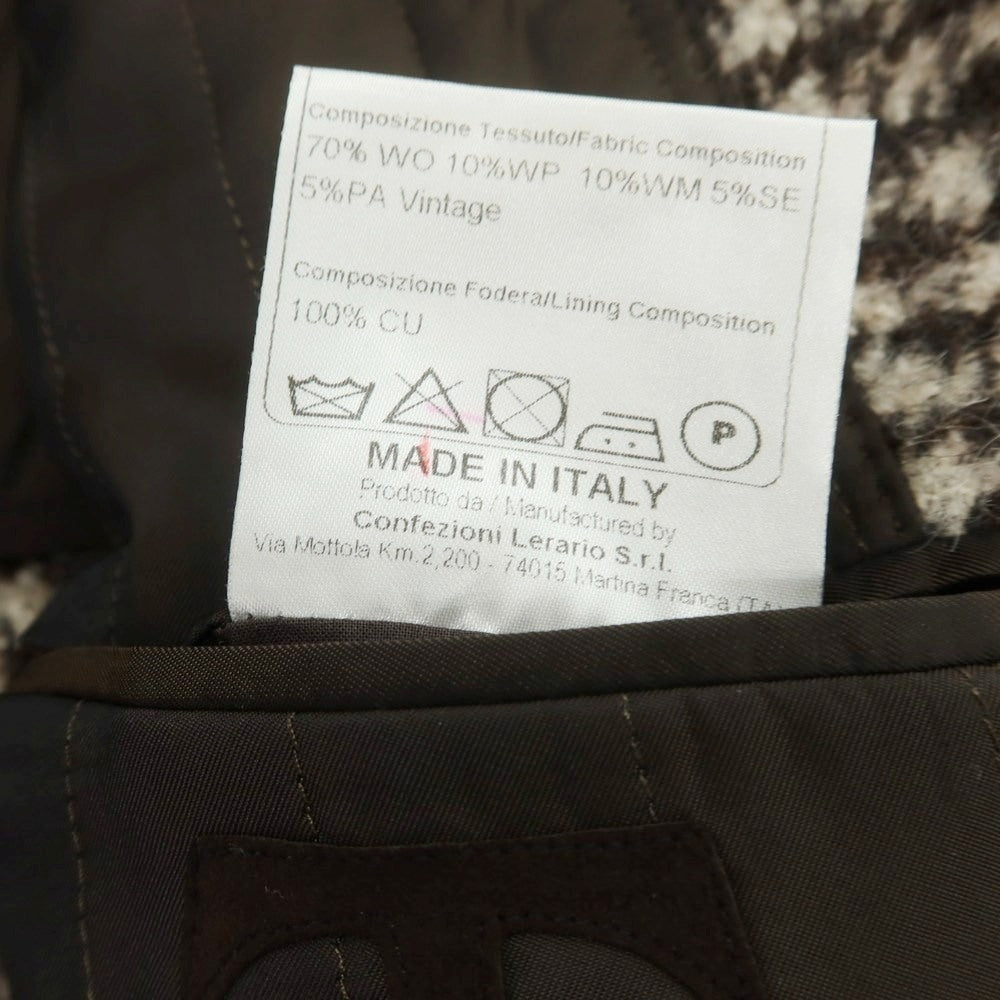 Composizione Tessuto/Fabric Composition
70% WO 10%WP 10%WM 5%SE
5%PA Vintage
Composizione Fodera/Lining Composition
100% CU
P
MADE IN ITALY
Prodotto da / Manufactured by
Confezioni Lerario S.r.l.
Via Mottola Km.2,200 - 74015 Martina Franca (TA